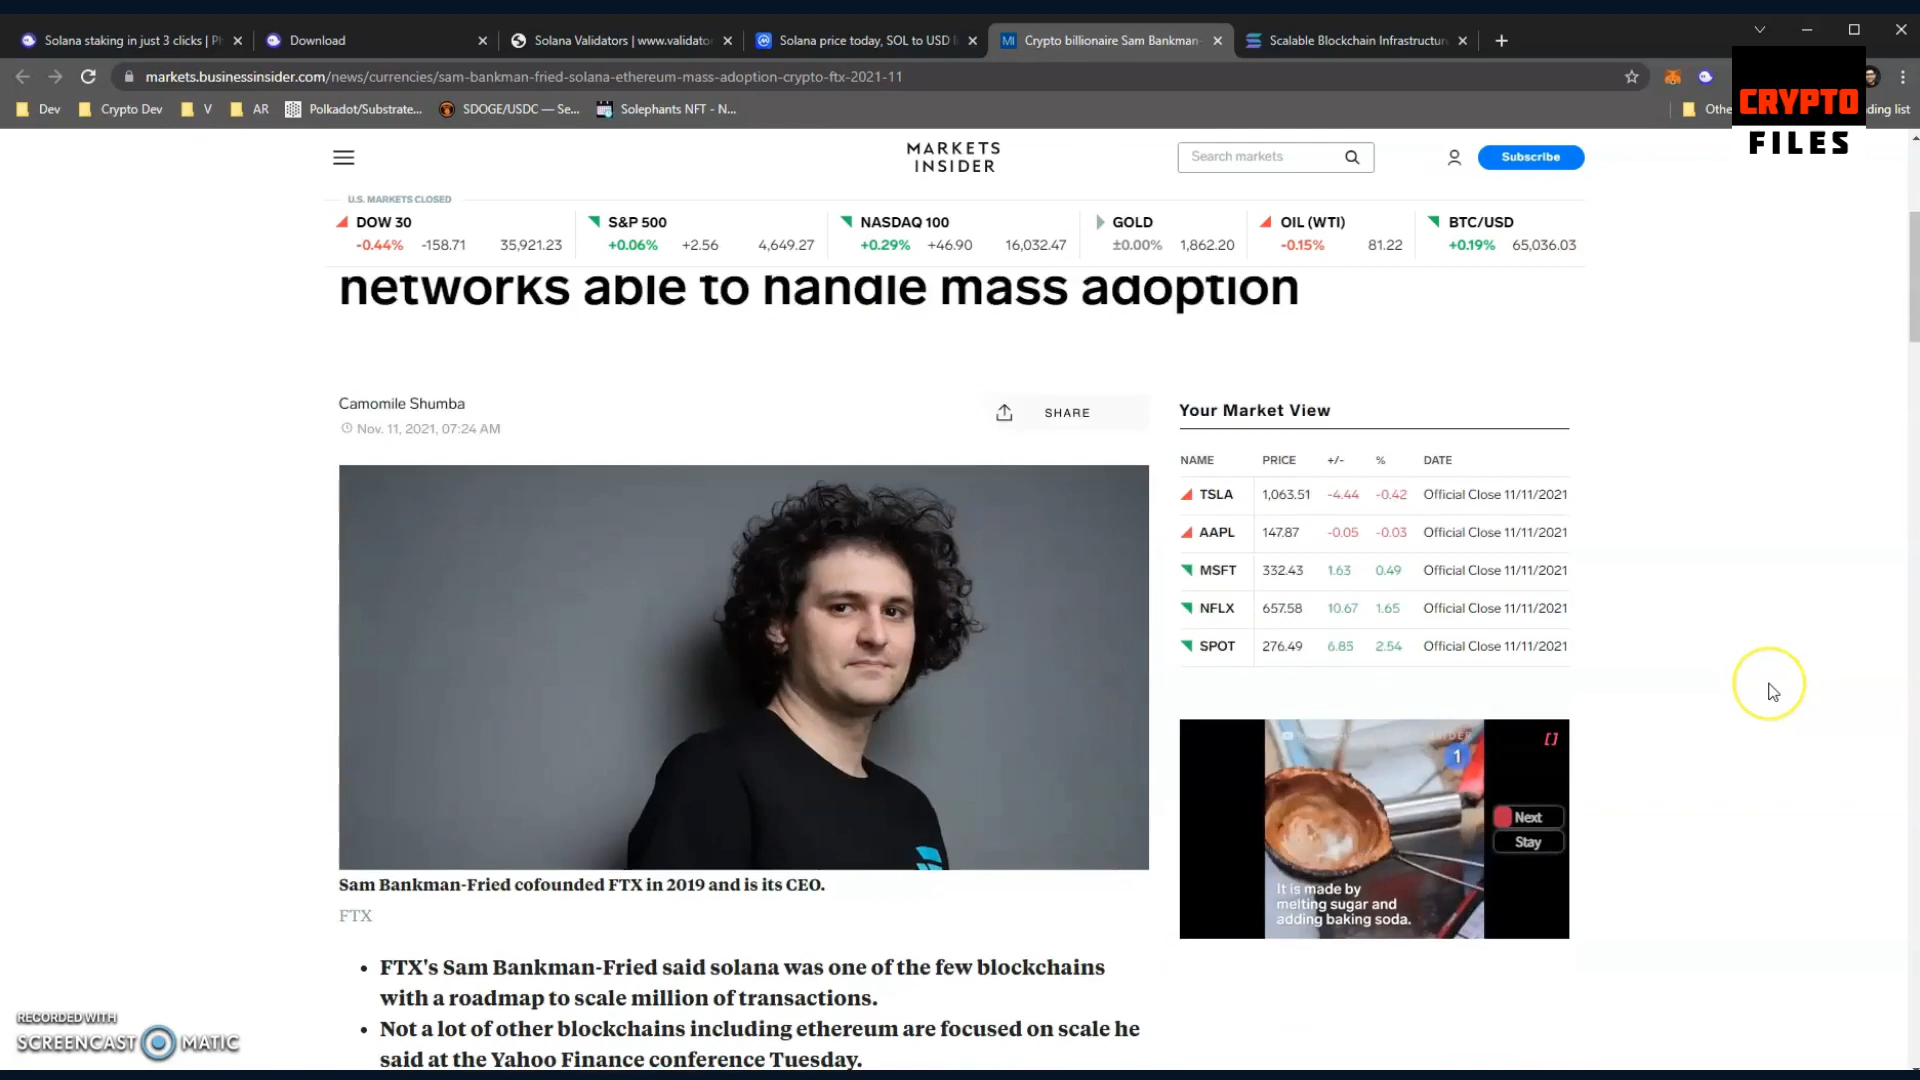 Solana staking in just 3 clicks | Ph
Download
Solana Validators | www.validato
Solana price today, SOL to USD l
Crypto billionaire Sam Bankman-
Scalable Blockchain Infrastructure
markets.businessinsider.com/news/currencies/sam-bankman-fried-solana-ethereum-mass-adoption-crypto-ftx-2021-11
Dev
Crypto Dev
V
AR
Polkadot/Substrate...
SDOGE/USDC — Se...
Solephants NFT - N...
Othe
ding list
CRYPTO
FILES
MARKETS
INSIDER
Search markets
Subscribe
U.S. MARKETS CLOSED
DOW 30
-0.44% -158.71 35,921.23
S&P 500
+0.06% +2.56 4,649.27
NASDAQ 100
+0.29% +46.90 16,032.47
GOLD
±0.00% 1,862.20
OIL (WTI)
-0.15% 81.22
BTC/USD
+0.19% 65,036.03
networks able to handle mass adoption
Camomile Shumba
Nov. 11, 2021, 07:24 AM
SHARE
Sam Bankman-Fried cofounded FTX in 2019 and is its CEO.
FTX
• FTX's Sam Bankman-Fried said solana was one of the few blockchains
with a roadmap to scale million of transactions.
• Not a lot of other blockchains including ethereum are focused on scale he
said at the Yahoo Finance conference Tuesday.
Your Market View
NAME PRICE +/- % DATE
TSLA 1,063.51 -4.44 -0.42 Official Close 11/11/2021
AAPL 147.87 -0.05 -0.03 Official Close 11/11/2021
MSFT 332.43 1.63 0.49 Official Close 11/11/2021
NFLX 657.58 10.67 1.65 Official Close 11/11/2021
SPOT 276.49 6.85 2.54 Official Close 11/11/2021
1
[]
Next
Stay
It is made by
melting sugar and
adding baking soda.
RECORDED WITH
SCREENCAST MATIC